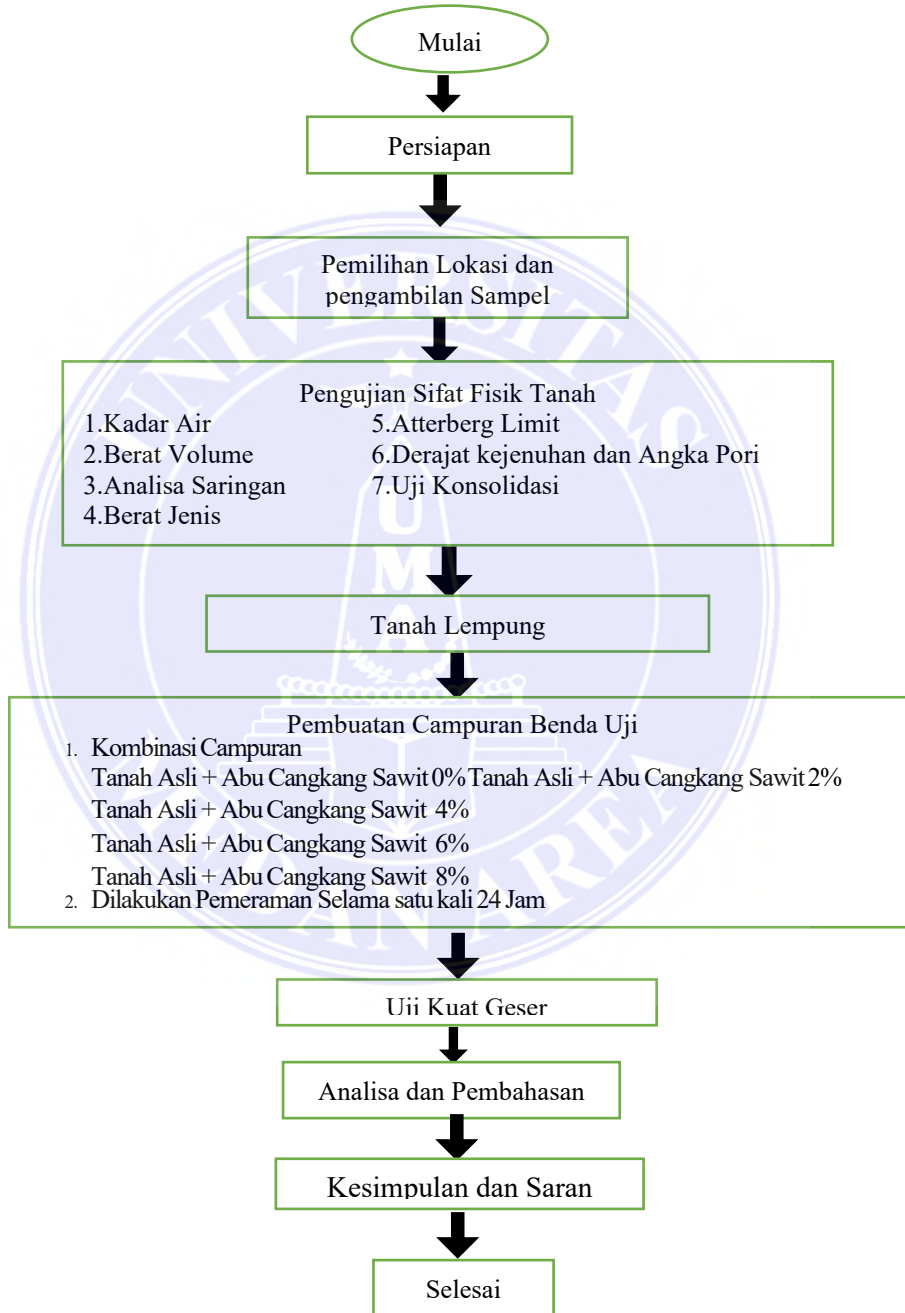 Mulai
Persiapan
Pemilihan Lokasi dan
pengambilan Sampel
Pengujian Sifat Fisik Tanah
1.Kadar Air
2.Berat Volume
3.Analisa Saringan
4.Berat Jenis
5.Atterberg Limit
6.Derajat kejenuhan dan Angka Pori
7.Uji Konsolidasi
Tanah Lempung
Pembuatan Campuran Benda Uji
1. Kombinasi Campuran
Tanah Asli + Abu Cangkang Sawit 0% Tanah Asli + Abu Cangkang Sawit 2%
Tanah Asli + Abu Cangkang Sawit 4%
Tanah Asli + Abu Cangkang Sawit 6%
Tanah Asli + Abu Cangkang Sawit 8%
2. Dilakukan Pemeraman Selama satu kali 24 Jam
Uji Kuat Geser
Analisa dan Pembahasan
Kesimpulan dan Saran
Selesai
UNIVERSITAS
MEDAN AREA
UMA